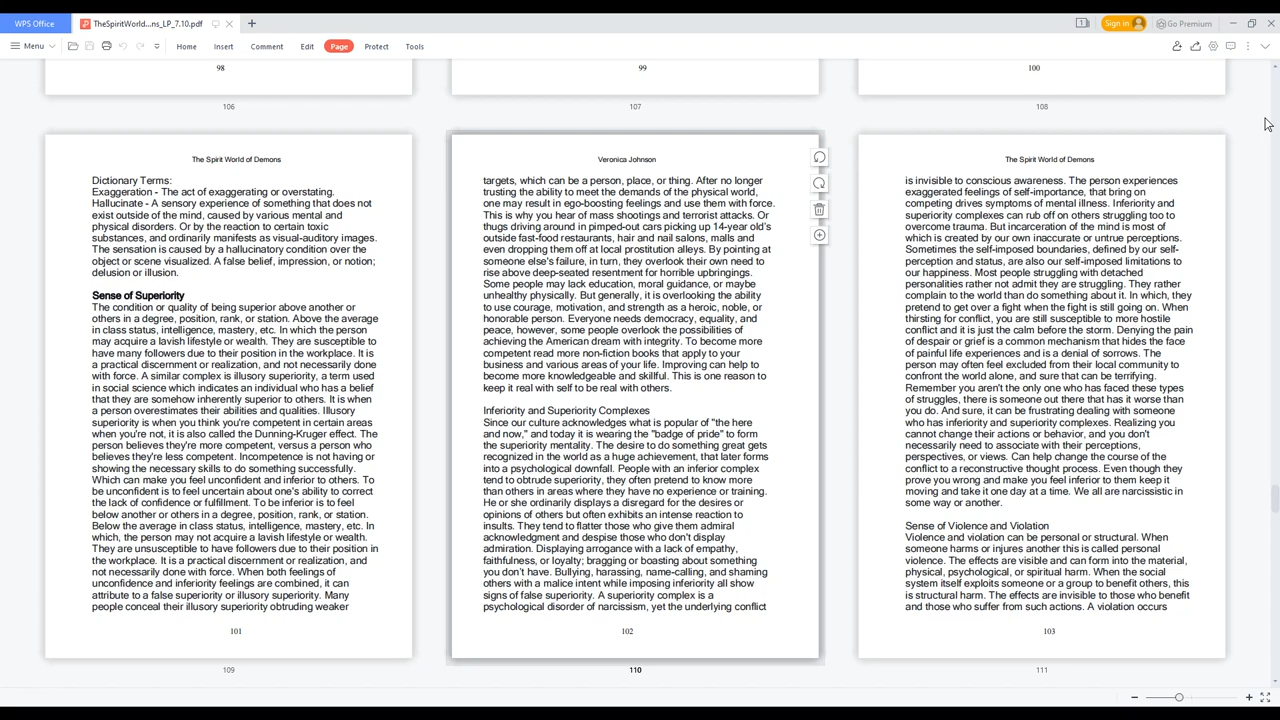 WPS Office
TheSpiritWorld...ns_LP_7.10.pdf
1
Sign in
Go Premium
Menu
Home
Insert
Comment
Edit
Page
Protect
Tools
98
106
99
107
100
108
The Spirit World of Demons
Dictionary Terms:
Exaggeration - The act of exaggerating or overstating.
Hallucinate - A sensory experience of something that does not
exist outside of the mind, caused by various mental and
physical disorders. Or by the reaction to certain toxic
substances, and ordinarily manifests as visual-auditory images.
The sensation is caused by a hallucinatory condition over the
object or scene visualized. A false belief, impression, or notion;
delusion or illusion.
Sense of Superiority
The condition or quality of being superior above another or
others in a degree, position, rank, or station. Above the average
in class status, intelligence, mastery, etc. In which the person
may acquire a lavish lifestyle or wealth. They are susceptible to
have many followers due to their position in the workplace. It is
a practical discernment or realization, and not necessarily done
with force. A similar complex is illusory superiority, a term used
in social science which indicates an individual who has a belief
that they are somehow inherently superior to others. It is when
a person overestimates their abilities and qualities. Illusory
superiority is when you think you're competent in certain areas
when you're not, it is also called the Dunning-Kruger effect. The
person believes they're more competent, versus a person who
believes they're less competent. Incompetence is not having or
showing the necessary skills to do something successfully.
Which can make you feel unconfident and inferior to others. To
be unconfident is to feel uncertain about one's ability to correct
the lack of confidence or fulfillment. To be inferior is to feel
below another or others in a degree, position, rank, or station.
Below the average in class status, intelligence, mastery, etc. In
which, the person may not acquire a lavish lifestyle or wealth.
They are unsusceptible to have followers due to their position in
the workplace. It is a practical discernment or realization, and
not necessarily done with force. When both feelings of
unconfidence and inferiority feelings are combined, it can
attribute to a false superiority or illusory superiority. Many
people conceal their illusory superiority obtruding weaker
101
109
Veronica Johnson
targets, which can be a person, place, or thing. After no longer
trusting the ability to meet the demands of the physical world,
one may result in ego-boosting feelings and use them with force.
This is why you hear of mass shootings and terrorist attacks. Or
thugs driving around in pimped-out cars picking up 14-year old's
outside fast-food restaurants, hair and nail salons, malls and
even dropping them off at local prostitution alleys. By pointing at
someone else's failure, in turn, they overlook their own need to
rise above deep-seated resentment for horrible upbringings.
Some people may lack education, moral guidance, or maybe
unhealthy physically. But generally, it is overlooking the ability
to use courage, motivation, and strength as a heroic, noble, or
honorable person. Everyone needs democracy, equality, and
peace, however, some people overlook the possibilities of
achieving the American dream with integrity. To become more
competent read more non-fiction books that apply to your
business and various areas of your life. Improving can help to
become more knowledgeable and skillful. This is one reason to
keep it real with self to be real with others.
Inferiority and Superiority Complexes
Since our culture acknowledges what is popular of "the here
and now," and today it is wearing the "badge of pride" to form
the superiority mentality. The desire to do something great gets
recognized in the world as a huge achievement, that later forms
into a psychological downfall. People with an inferior complex
tend to obtrude superiority, they often pretend to know more
than others in areas where they have no experience or training.
He or she ordinarily displays a disregard for the desires or
opinions of others but often exhibits an intense reaction to
insults. They tend to flatter those who give them admiral
acknowledgment and despise those who don't display
admiration. Displaying arrogance with a lack of empathy,
faithfulness, or loyalty; bragging or boasting about something
you don't have. Bullying, harassing, name-calling, and shaming
others with a malice intent while imposing inferiority all show
signs of false superiority. A superiority complex is a
psychological disorder of narcissism, yet the underlying conflict
102
110
The Spirit World of Demons
is invisible to conscious awareness. The person experiences
exaggerated feelings of self-importance, that bring on
competing drives symptoms of mental illness. Inferiority and
superiority complexes can rub off on others struggling too to
overcome trauma. But incarceration of the mind is most of
which is created by our own inaccurate or untrue perceptions.
Sometimes the self-imposed boundaries, defined by our self-
perception and status, are also our self-imposed limitations to
our happiness. Most people struggling with detached
personalities rather not admit they are struggling. They rather
complain to the world than do something about it. In which, they
pretend to get over a fight when the fight is still going on. When
thirsting for conflict, you are still susceptible to more hostile
conflict and it is just the calm before the storm. Denying the pain
of despair or grief is a common mechanism that hides the face
of painful life experiences and is a denial of sorrows. The
person may often feel excluded from their local community to
confront the world alone, and sure that can be terrifying.
Remember you aren't the only one who has faced these types
of struggles, there is someone out there that has it worse than
you do. And sure, it can be frustrating dealing with someone
who has inferiority and superiority complexes. Realizing you
cannot change their actions or behavior, and you don't
necessarily need to associate with their perceptions,
perspectives, or views. Can help change the course of the
conflict to a reconstructive thought process. Even though they
prove you wrong and make you feel inferior to them keep it
moving and take it one day at a time. We all are narcissistic in
some way or another.
Sense of Violence and Violation
Violence and violation can be personal or structural. When
someone harms or injures another this is called personal
violence. The effects are visible and can form into the material,
physical, psychological, or spiritual harm. When the social
system itself exploits someone or a group to benefit others, this
is structural harm. The effects are invisible to those who benefit
and those who suffer from such actions. A violation occurs
103
111